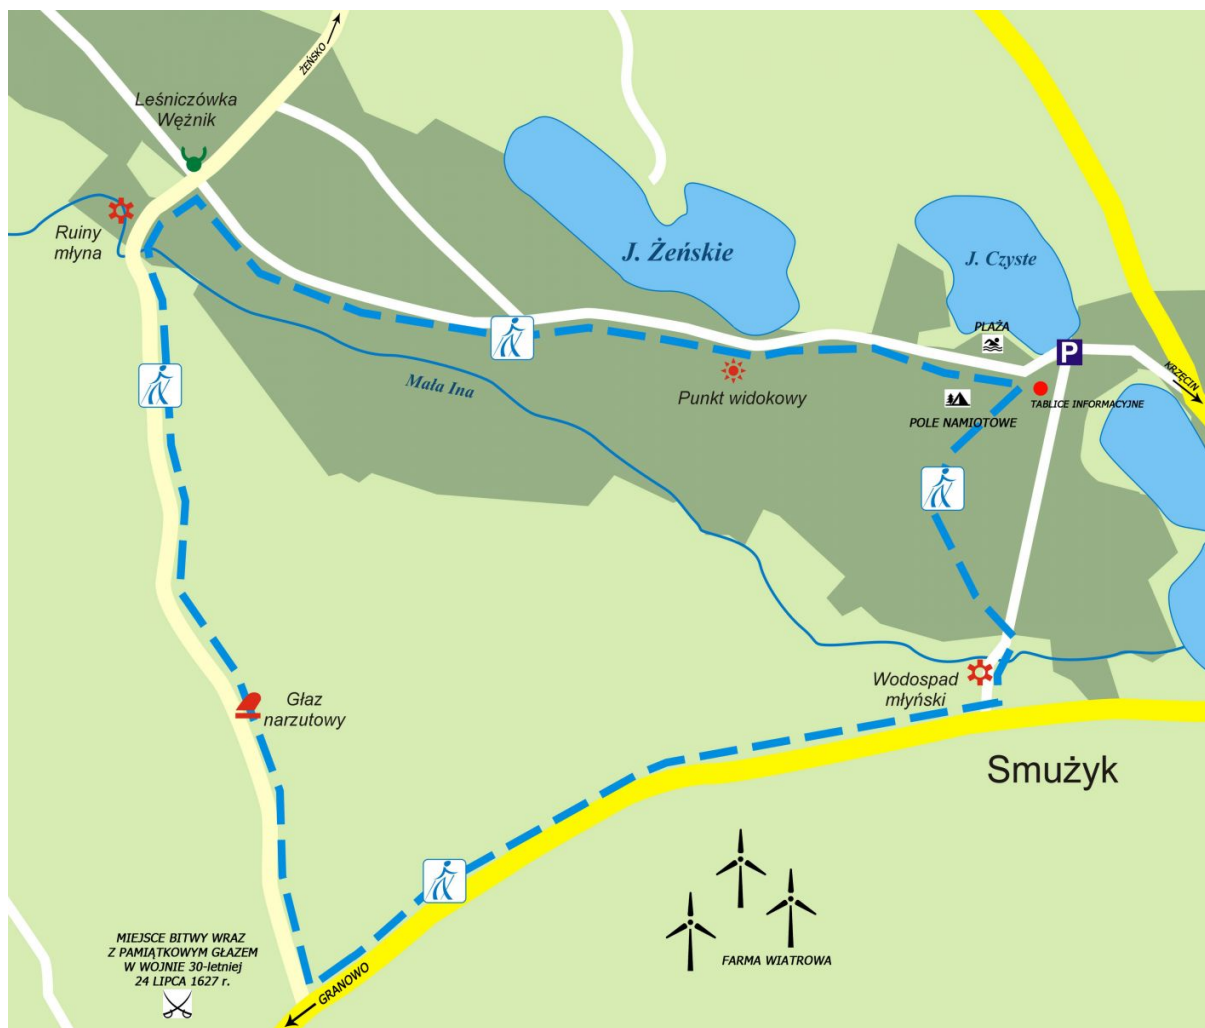 ŻEŃSKO
Leśniczówka
Wężnik
Ruiny
młyna
J. Żeńskie
J. Czyste
PLAŻA
P
KRZĘCIN
Mała Ina
Punkt widokowy
TABLICE INFORMACYJNE
POLE NAMIOTOWE
Wodospad
młyński
Głaz
narzutowy
Smużyk
MIEJSCE BITWY WRAZ
Z PAMIĄTKOWYM GŁAZEM
W WOJNIE 30-letniej
24 LIPCA 1627 r.
GRANOWO
FARMA WIATROWA